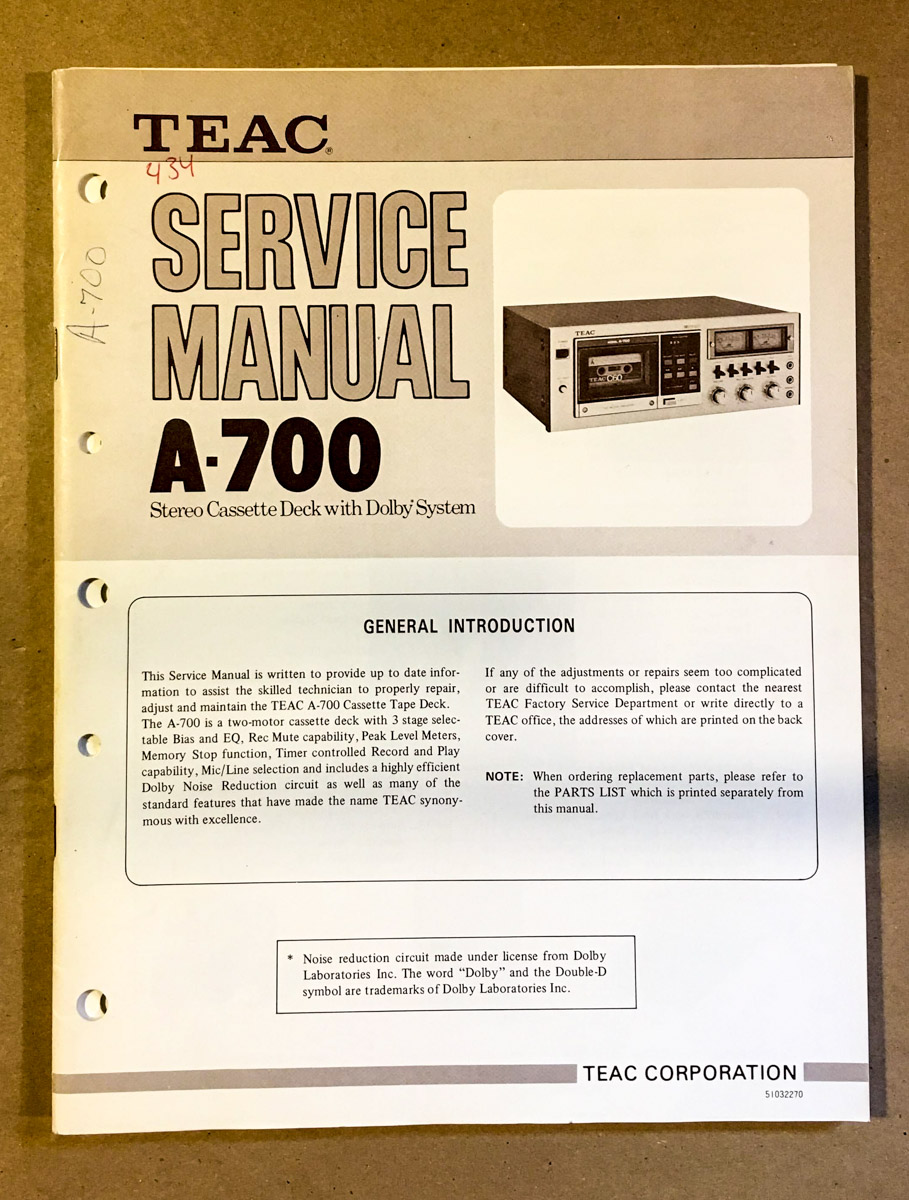 TEAC®
434
SERVICE
MANUAL
A-700
A-700
Stereo Cassette Deck with Dolby* System
TEAC
TEAC C60
GENERAL INTRODUCTION
This Service Manual is written to provide up to date infor-
mation to assist the skilled technician to properly repair,
adjust and maintain the TEAC A-700 Cassette Tape Deck.
The A-700 is a two-motor cassette deck with 3 stage selec-
table Bias and EQ, Rec Mute capability, Peak Level Meters,
Memory Stop function, Timer controlled Record and Play
capability, Mic/Line selection and includes a highly efficient
Dolby Noise Reduction circuit as well as many of the
standard features that have made the name TEAC synony-
mous with excellence.
If any of the adjustments or repairs seem too complicated
or are difficult to accomplish, please contact the nearest
TEAC Factory Service Department or write directly to a
TEAC office, the addresses of which are printed on the back
cover.
NOTE: When ordering replacement parts, please refer to
the PARTS LIST which is printed separately from
this manual.
* Noise reduction circuit made under license from Dolby
Laboratories Inc. The word “Dolby” and the Double-D
symbol are trademarks of Dolby Laboratories Inc.
TEAC CORPORATION
51032270